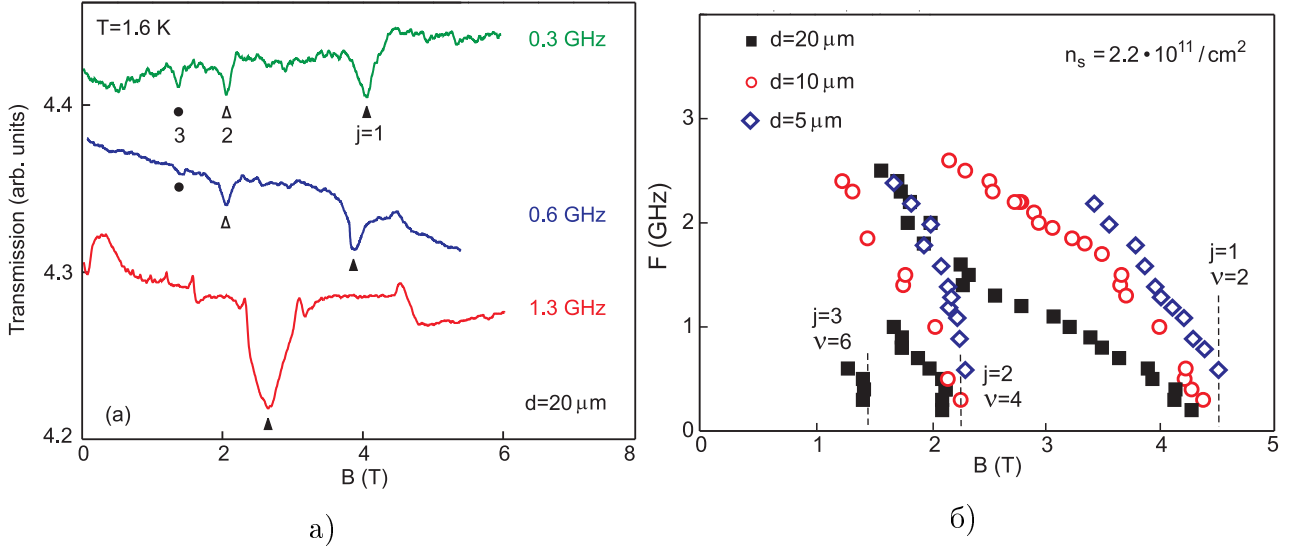 T=1.6 K
0.3 GHz
3
2
j=1
0.6 GHz
1.3 GHz
(a)
d=20 µm
4.4
4.3
4.2
0
2
4
6
8
Transmission (arb. units)
B (T)
а)
d=20 µm
d=10 µm
d=5 µm
n_s = 2.2 • 10^11/cm^2
j=1
ν=2
j=3
ν=6
j=2
ν=4
3
2
1
0
0
1
2
3
4
5
F (GHz)
B (T)
б)